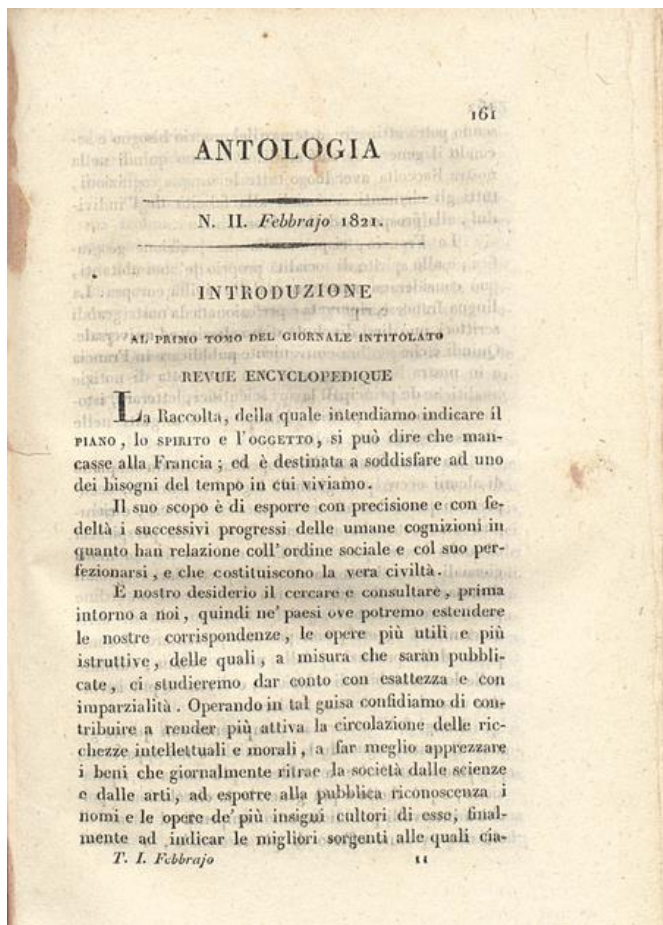 161
ANTOLOGIA
N. II. Febbrajo 1821.
INTRODUZIONE
AL PRIMO TOMO DEL GIORNALE INTITOLATO
REVUE ENCYCLOPEDIQUE
La Raccolta, della quale intendiamo indicare il
PIANO, lo SPIRITO e l'OGGETTO, si può dire che man-
casse alla Francia; ed è destinata a soddisfare ad uno
dei bisogni del tempo in cui viviamo.
Il suo scopo è di esporre con precisione e con fe-
deltà i successivi progressi delle umane cognizioni in
quanto han relazione coll'ordine sociale e col suo per-
fezionarsi, e che costituiscono la vera civiltà.
È nostro desiderio il cercare e consultare, prima
intorno a noi, quindi ne' paesi ove potremo estendere
le nostre corrispondenze, le opere più utili e più
istruttive, delle quali, a misura che saran pubbli-
cate, ci studieremo dar conto con esattezza e con
imparzialità. Operando in tal guisa confidiamo di con-
tribuire a render più attiva la circolazione delle ric-
chezze intellettuali e morali, a far meglio apprezzare
i beni che giornalmente ritrae la società dalle scienze
e dalle arti, ad esporre alla pubblica riconoscenza i
nomi e le opere de' più insigni cultori di esse, final-
mente ad indicar le migliori sorgenti alle quali cia-
T. I. Febbrajo 11